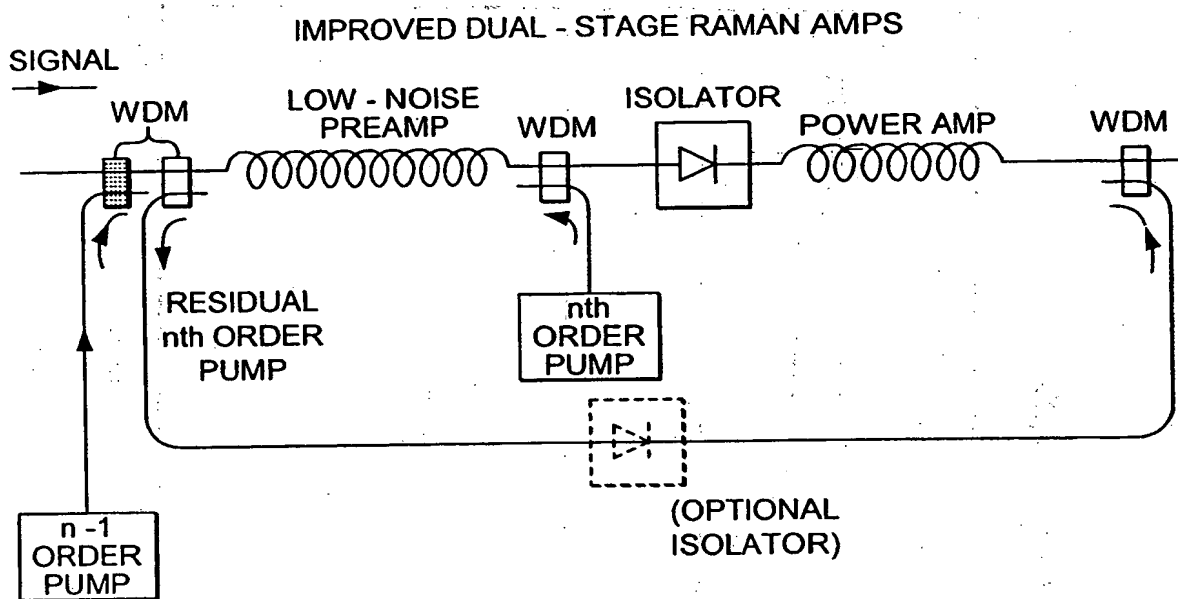 IMPROVED DUAL - STAGE RAMAN AMPS
SIGNAL
WDM
LOW - NOISE
PREAMP
WDM
ISOLATOR
POWER AMP
WDM
RESIDUAL
nth ORDER
PUMP
nth
ORDER
PUMP
(OPTIONAL
ISOLATOR)
n -1
ORDER
PUMP